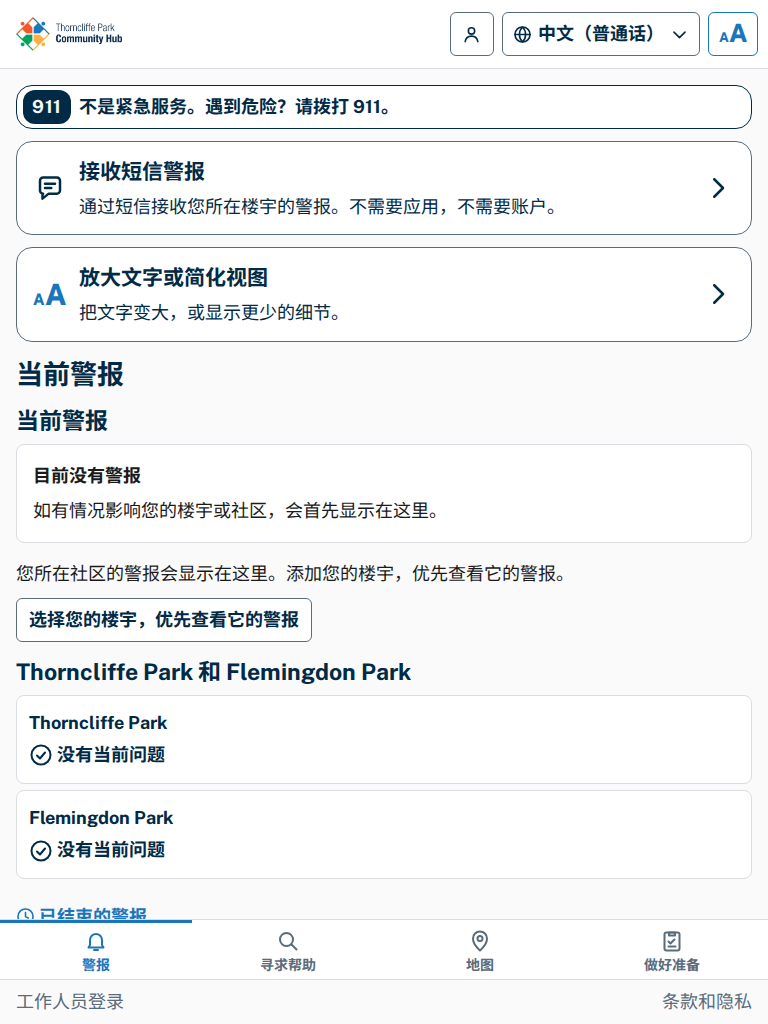 Thorncliffe Park
Community Hub
中文（普通话）
AA
911 不是紧急服务。遇到危险？请拨打 911。
接收短信警报
通过短信接收您所在楼宇的警报。不需要应用，不需要账户。
AA
放大文字或简化视图
把文字变大，或显示更少的细节。
当前警报
当前警报
目前没有警报
如有情况影响您的楼宇或社区，会首先显示在这里。
您所在社区的警报会显示在这里。添加您的楼宇，优先查看它的警报。
选择您的楼宇，优先查看它的警报
Thorncliffe Park 和 Flemingdon Park
Thorncliffe Park
没有当前问题
Flemingdon Park
没有当前问题
已结束的警报
警报
寻求帮助
地图
做好准备
工作人员登录
条款和隐私